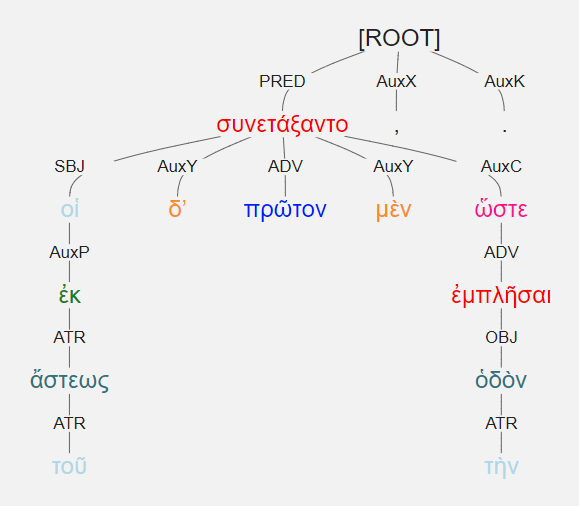 [ROOT]
PRED AuxX AuxK
συνετάξαντο , .
SBJ AuxY ADV AuxY AuxC
οἱ δ’ πρῶτον μὲν ὥστε
AuxP ADV
ἐκ ἐμπλῆσαι
ATR OBJ
ἄστεως ὁδὸν
ATR ATR
τοῦ τὴν